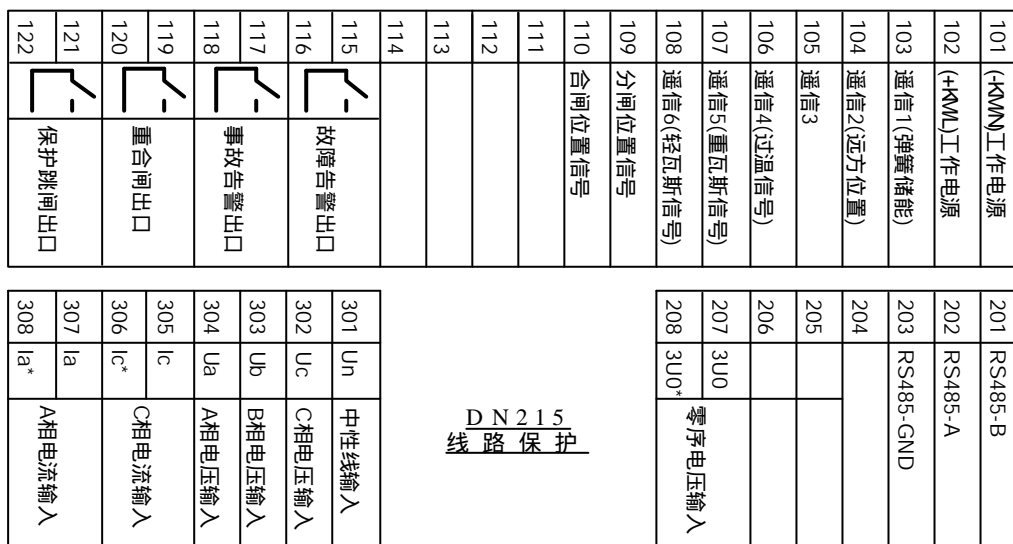 101 (-KM/N)工作电源
102 (+KM/L)工作电源
103 遥信1(弹簧储能)
104 遥信2(远方位置)
105 遥信3
106 遥信4(过温信号)
107 遥信5(重瓦斯信号)
108 遥信6(轻瓦斯信号)
109 分闸位置信号
110 合闸位置信号
111
112
113
114
115
116
故障告警出口
117
118
事故告警出口
119
120
重合闸出口
121
122
保护跳闸出口
201 RS485-B
202 RS485-A
203 RS485-GND
204
205
206
207 3U0
208 3U0*
零序电压输入
DN215
线路保护
301 Un 中性线输入
302 Uc C相电压输入
303 Ub B相电压输入
304 Ua A相电压输入
305 Ic
306 Ic*
C相电流输入
307 Ia
308 Ia*
A相电流输入